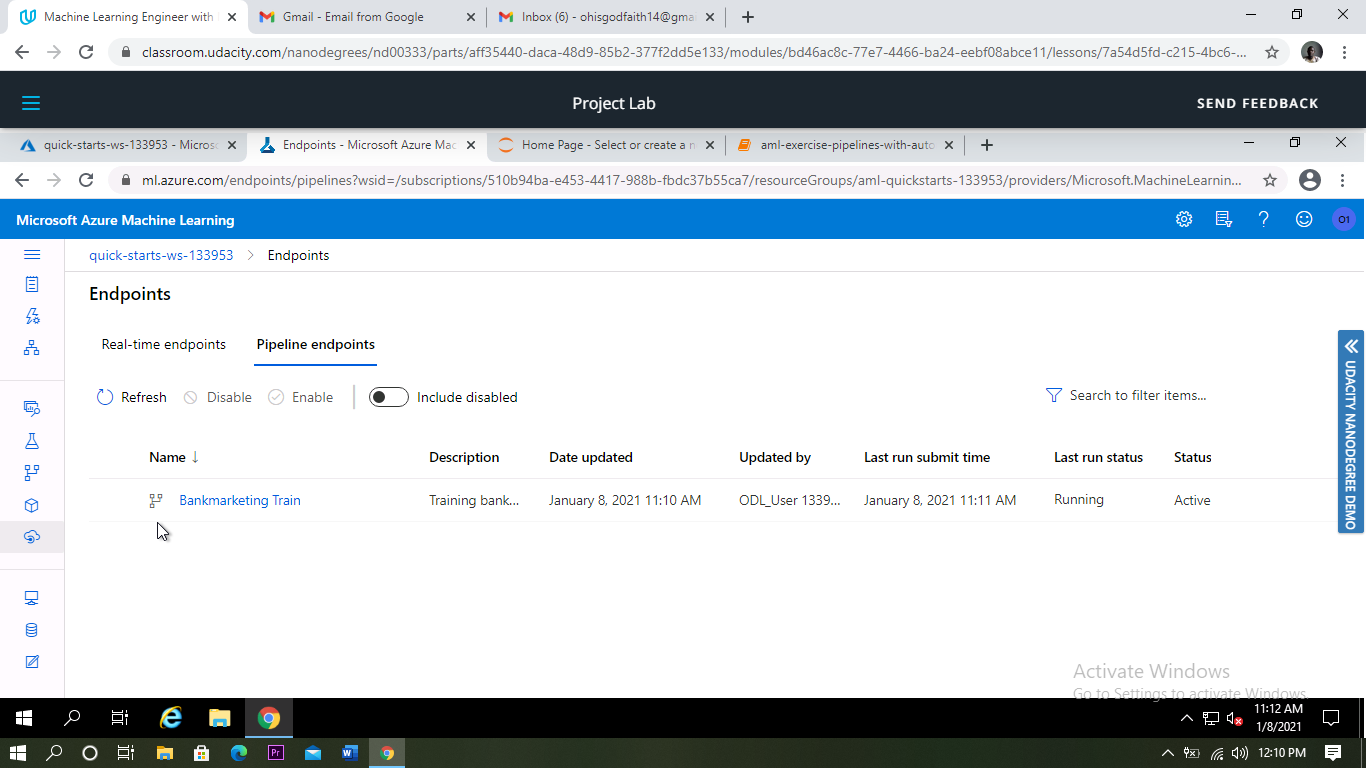 Machine Learning Engineer with
Gmail - Email from Google
Inbox (6) - ohisgodfaith14@gma
classroom.udacity.com/nanodegrees/nd00333/parts/aff35440-daca-48d9-85b2-377f2dd5e133/modules/bd46ac8c-77e7-4466-ba24-eebf08abce11/lessons/7a54d5fd-c215-4bc6-...
Project Lab
SEND FEEDBACK
quick-starts-ws-133953 - Micros
Endpoints - Microsoft Azure Mac
Home Page - Select or create a n
aml-exercise-pipelines-with-auto
ml.azure.com/endpoints/pipelines?wsid=/subscriptions/510b94ba-e453-4417-988b-fbdc37b55ca7/resourceGroups/aml-quickstarts-133953/providers/Microsoft.MachineLearnin...
Microsoft Azure Machine Learning
O1
quick-starts-ws-133953 > Endpoints
Endpoints
Real-time endpoints
Pipeline endpoints
Refresh
Disable
Enable
Include disabled
Search to filter items...
Name ↓
Description
Date updated
Updated by
Last run submit time
Last run status
Status
Bankmarketing Train
Training bank...
January 8, 2021 11:10 AM
ODL_User 1339...
January 8, 2021 11:11 AM
Running
Active
UDACITY NANODEGREE DEMO
Activate Windows
Go to Settings to activate Windows.
11:12 AM
1/8/2021
Pr
W
12:10 PM